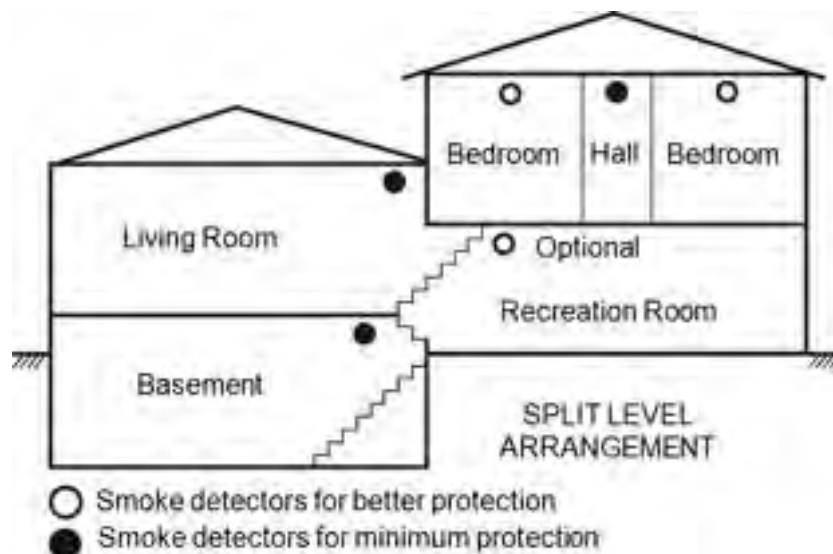 Bedroom
Hall
Bedroom
Living Room
Optional
Recreation Room
Basement
SPLIT LEVEL
ARRANGEMENT
Smoke detectors for better protection
Smoke detectors for minimum protection